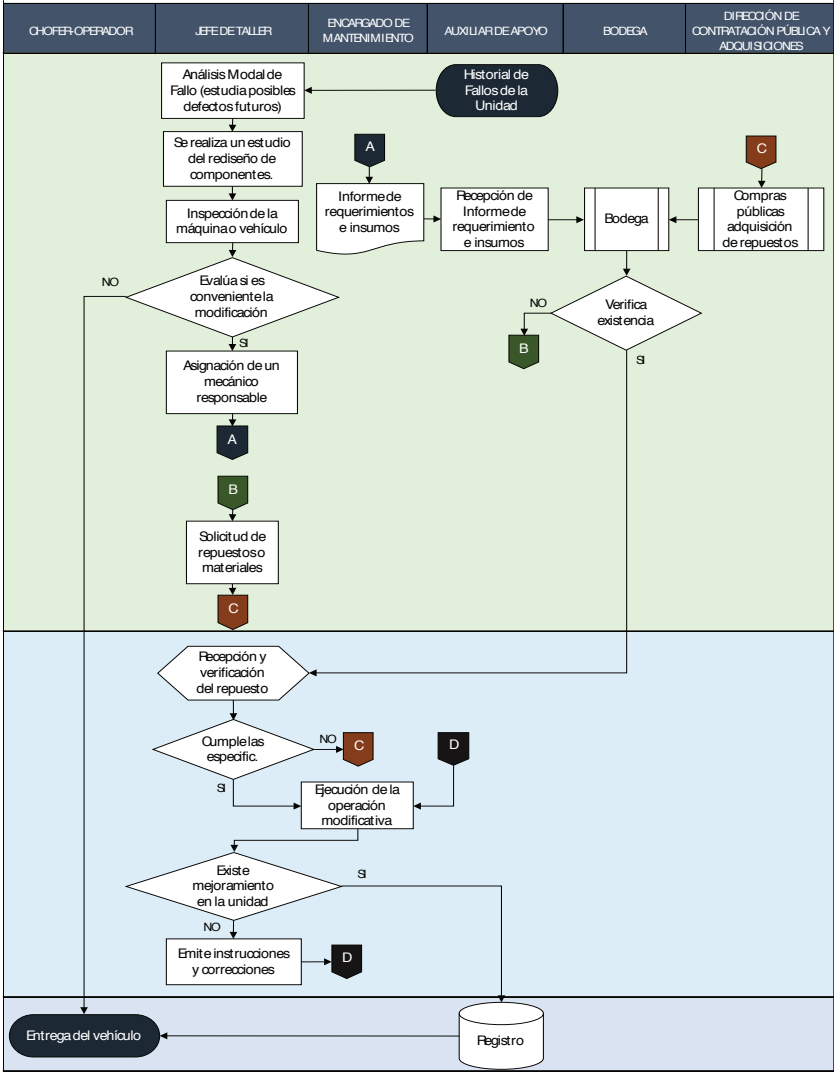 CHOFER-OPERADOR
JEFE DE TALLER
ENCARGADO DE
MANTENIMIENTO
AUXILIAR DE APOYO
BODEGA
DIRECCIÓN DE
CONTRATACIÓN PÚBLICA Y
ADQUISICIONES
Análisis Modal de
Fallo (estudia posibles
defectos futuros)
Historial de
Fallos de la
Unidad
Se realiza un estudio
del rediseño de
componentes.
A
C
Inspección de la
máquina o vehículo
Informe de
requerimientos
e insumos
Recepción de
Informe de
requerimiento
e insumos
Bodega
Compras
públicas
adquisición
de repuestos
NO
Evalúa si es
conveniente la
modificación
SI
NO
Verifica
existencia
B
SI
Asignación de un
mecánico
responsable
A
B
Solicitud de
repuestos o
materiales
C
Recepción y
verificación
del repuesto
Cumple las
especific.
NO
C
D
SI
Ejecución de la
operación
modificativa
Existe
mejoramiento
en la unidad
SI
NO
Emite instrucciones
y correcciones
D
Entrega del vehículo
Registro